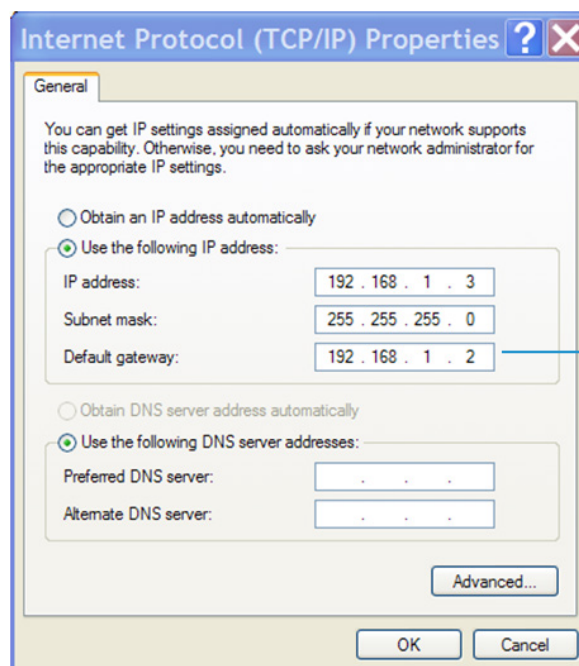 Internet Protocol (TCP/IP) Properties
General
You can get IP settings assigned automatically if your network supports
this capability. Otherwise, you need to ask your network administrator for
the appropriate IP settings.
Obtain an IP address automatically
Use the following IP address:
IP address: 192 . 168 . 1 . 3
Subnet mask: 255 . 255 . 255 . 0
Default gateway: 192 . 168 . 1 . 2
Obtain DNS server address automatically
Use the following DNS server addresses:
Preferred DNS server: . . .
Alternate DNS server: . . .
Advanced...
OK Cancel